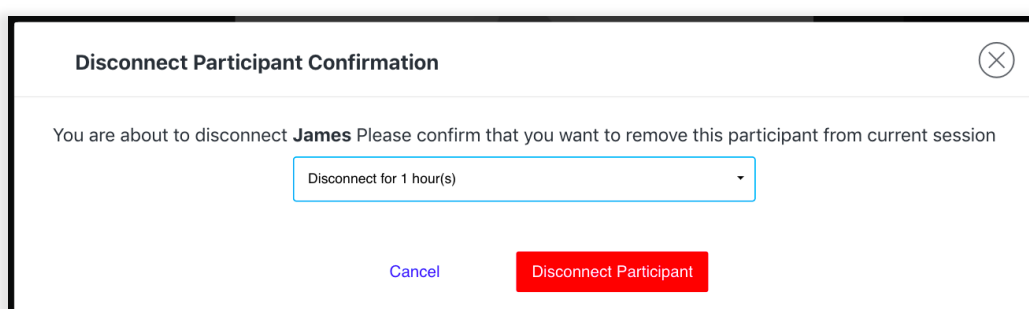 Disconnect Participant Confirmation
You are about to disconnect James Please confirm that you want to remove this participant from current session
Disconnect for 1 hour(s)
Cancel
Disconnect Participant